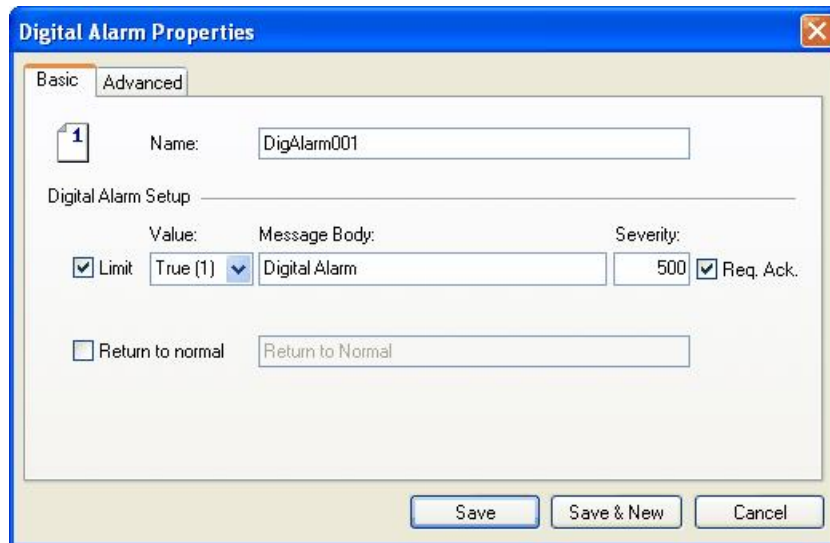 Digital Alarm Properties
Basic Advanced
1 Name: DigAlarm001
Digital Alarm Setup
Value: Message Body: Severity:
Limit True (1) Digital Alarm 500 Req. Ack.
Return to normal Return to Normal
Save Save & New Cancel